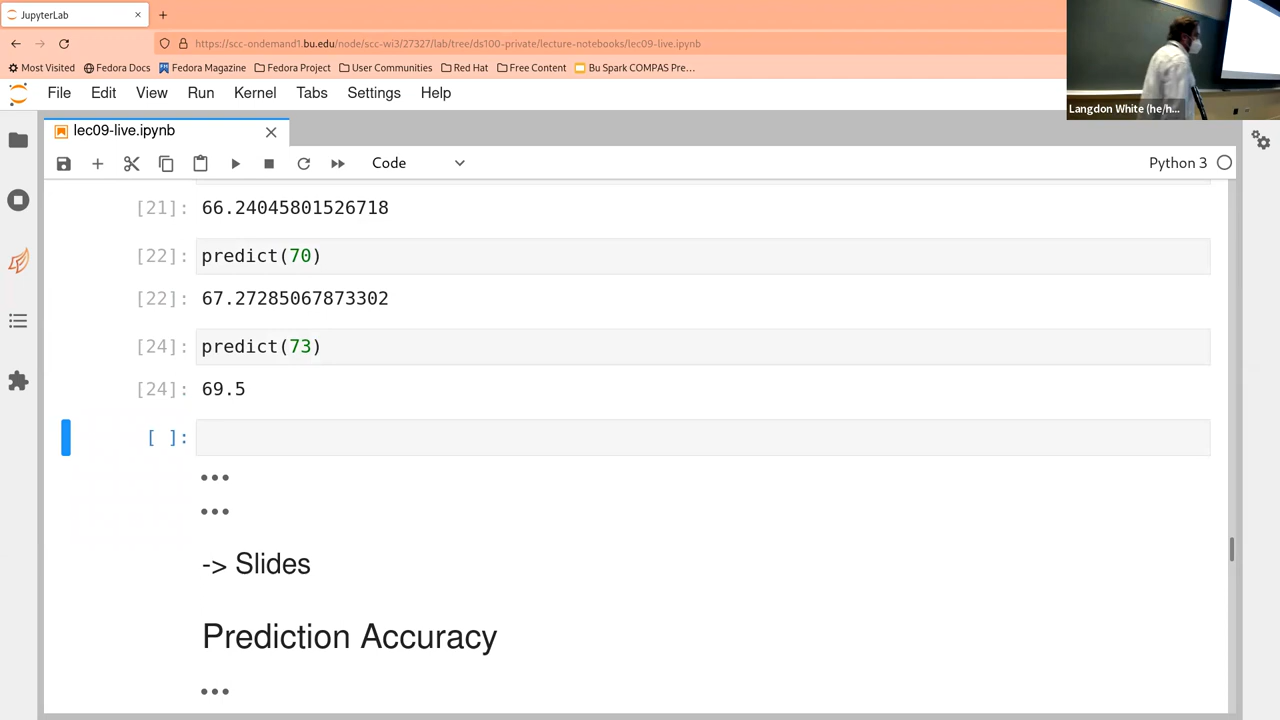 JupyterLab
https://scc-ondemand1.bu.edu/node/scc-wi3/27327/lab/tree/ds100-private/lecture-notebooks/lec09-live.ipynb
Most Visited Fedora Docs Fedora Magazine Fedora Project User Communities Red Hat Free Content Bu Spark COMPAS Pre…
Langdon White (he/h...
File Edit View Run Kernel Tabs Settings Help
lec09-live.ipynb
Code Python 3
[21]: 66.24045801526718
[22]: predict(70)
[22]: 67.27285067873302
[24]: predict(73)
[24]: 69.5
[ ]:
-> Slides
Prediction Accuracy